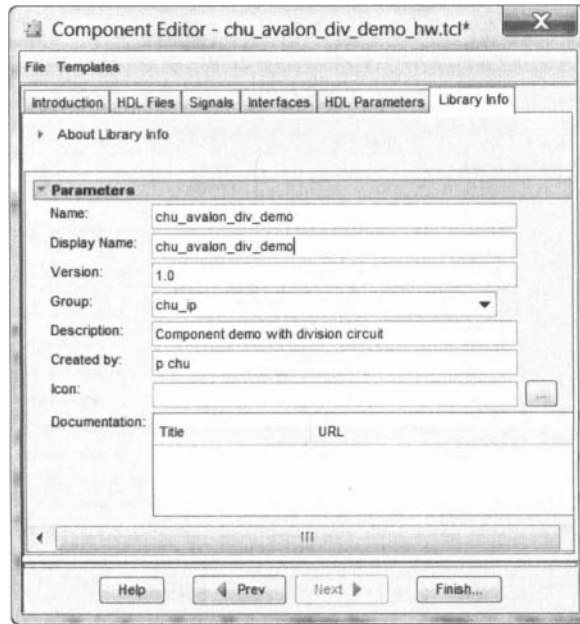 Component Editor - chu_avalon_div_demo_hw.tcl*
X
File Templates
Introduction HDL Files Signals Interfaces HDL Parameters Library Info
About Library Info
Parameters
Name: chu_avalon_div_demo
Display Name: chu_avalon_div_demo
Version: 1.0
Group: chu_ip
Description: Component demo with division circuit
Created by: p chu
Icon: ...
Documentation: Title URL
Help Prev Next Finish...